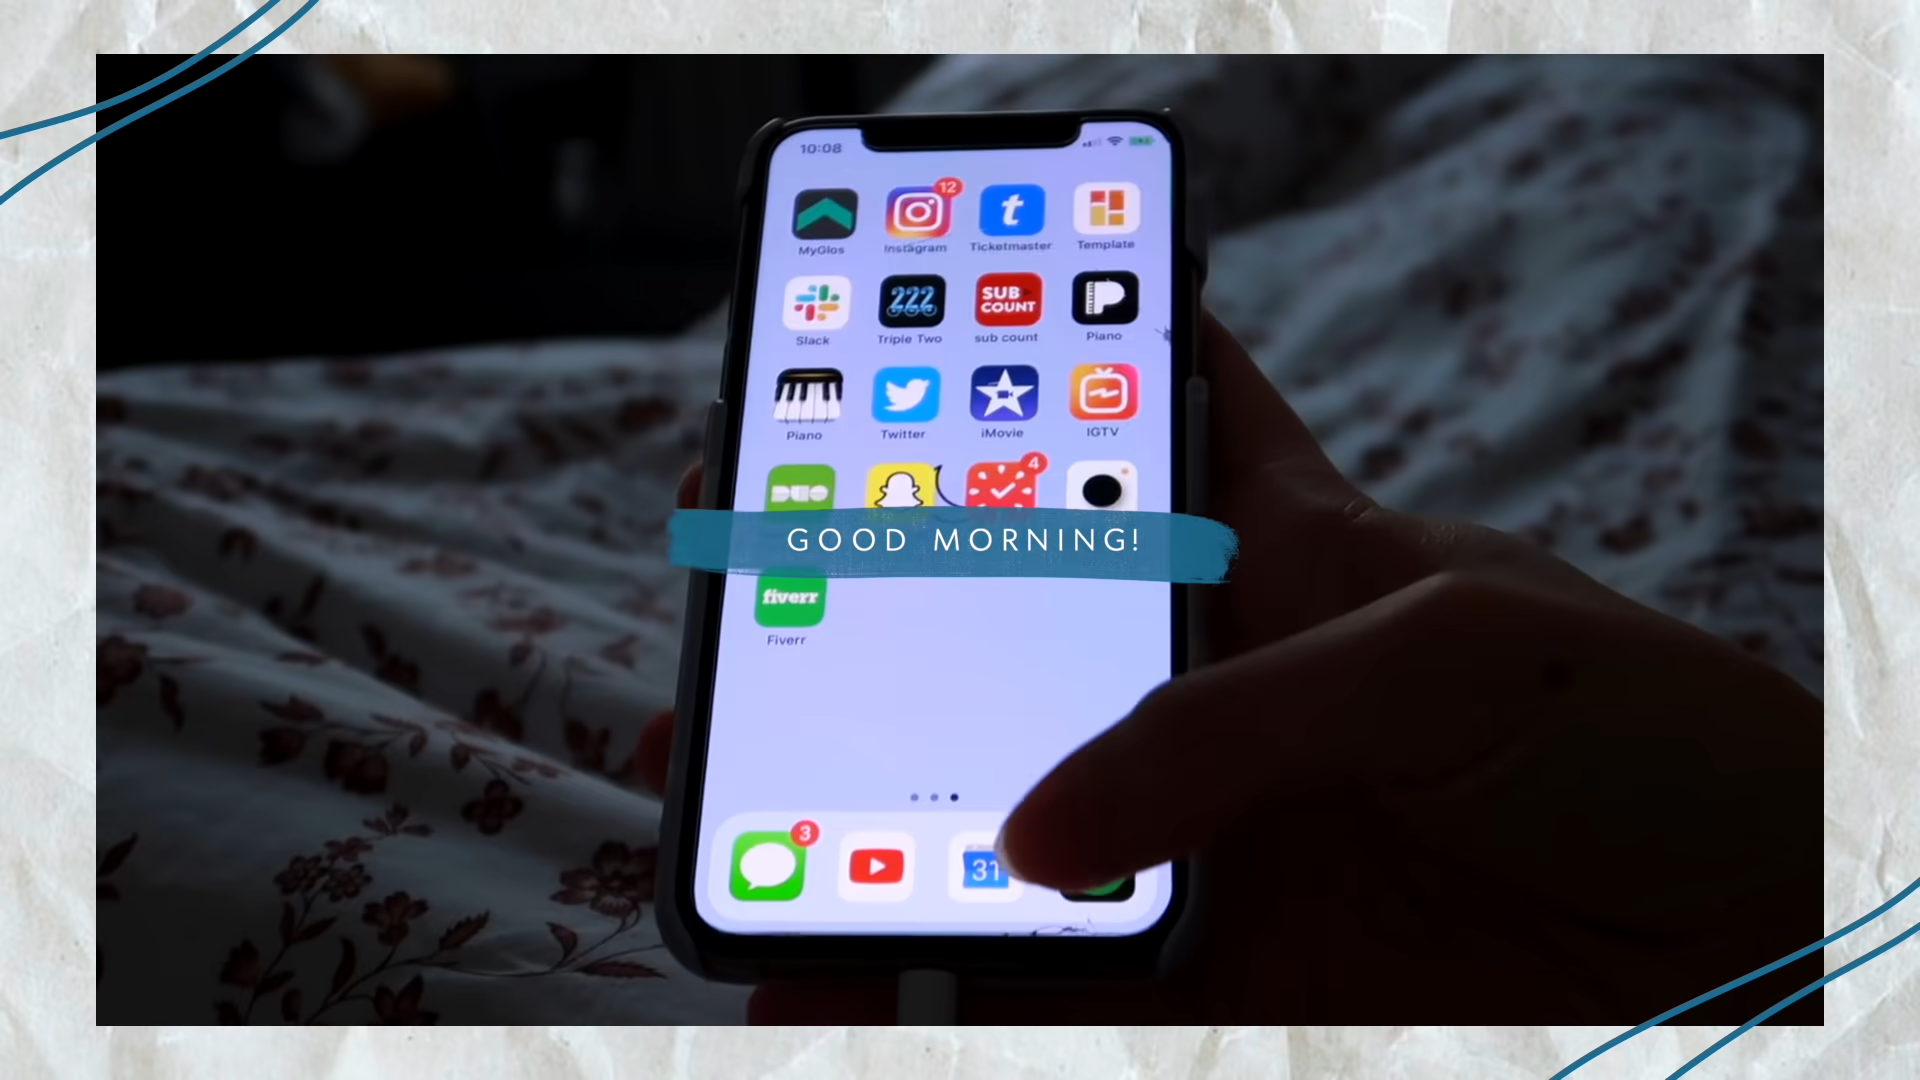 10:08
12
t
MyGlos
Instagram
Ticketmaster
Template
222
SUB
COUNT
P
Slack
Triple Two
sub count
Piano
Piano
Twitter
iMovie
IGTV
4
DUO
GOOD MORNING!
fiverr
Fiverr
3
31